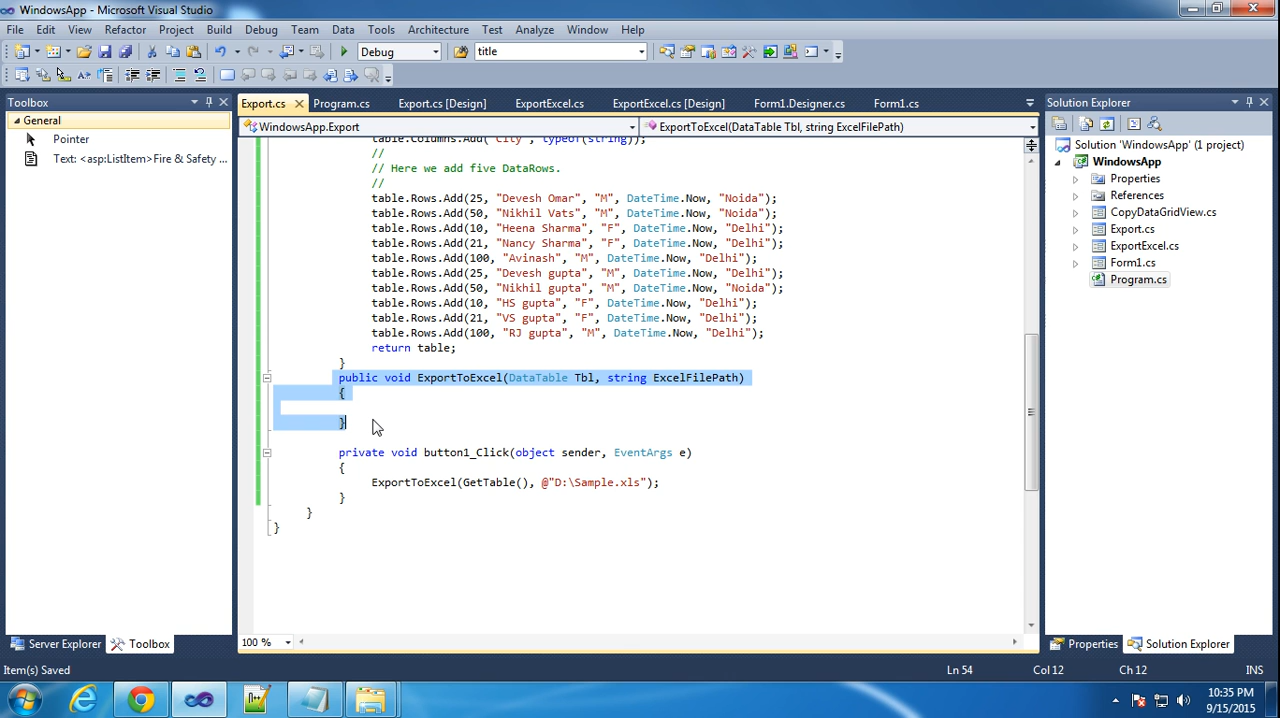 WindowsApp - Microsoft Visual Studio
File Edit View Refactor Project Build Debug Team Data Tools Architecture Test Analyze Window Help
Debug title
Toolbox
General
Pointer
Text: <asp:ListItem>Fire & Safety ...
Export.cs Program.cs Export.cs [Design] ExportExcel.cs ExportExcel.cs [Design] Form1.Designer.cs Form1.cs
WindowsApp.Export ExportToExcel(DataTable Tbl, string ExcelFilePath)
table.Columns.Add("City", typeof(string));
//
// Here we add five DataRows.
//
table.Rows.Add(25, "Devesh Omar", "M", DateTime.Now, "Noida");
table.Rows.Add(50, "Nikhil Vats", "M", DateTime.Now, "Noida");
table.Rows.Add(10, "Heena Sharma", "F", DateTime.Now, "Delhi");
table.Rows.Add(21, "Nancy Sharma", "F", DateTime.Now, "Delhi");
table.Rows.Add(100, "Avinash", "M", DateTime.Now, "Delhi");
table.Rows.Add(25, "Devesh gupta", "M", DateTime.Now, "Delhi");
table.Rows.Add(50, "Nikhil gupta", "M", DateTime.Now, "Noida");
table.Rows.Add(10, "HS gupta", "F", DateTime.Now, "Delhi");
table.Rows.Add(21, "VS gupta", "F", DateTime.Now, "Delhi");
table.Rows.Add(100, "RJ gupta", "M", DateTime.Now, "Delhi");
return table;
}
public void ExportToExcel(DataTable Tbl, string ExcelFilePath)
{
}
private void button1_Click(object sender, EventArgs e)
{
ExportToExcel(GetTable(), @"D:\Sample.xls");
}
}
}
100 %
Solution Explorer
Solution 'WindowsApp' (1 project)
WindowsApp
Properties
References
CopyDataGridView.cs
Export.cs
ExportExcel.cs
Form1.cs
Program.cs
Server Explorer Toolbox
Properties Solution Explorer
Item(s) Saved Ln 54 Col 12 Ch 12 INS
10:35 PM
9/15/2015